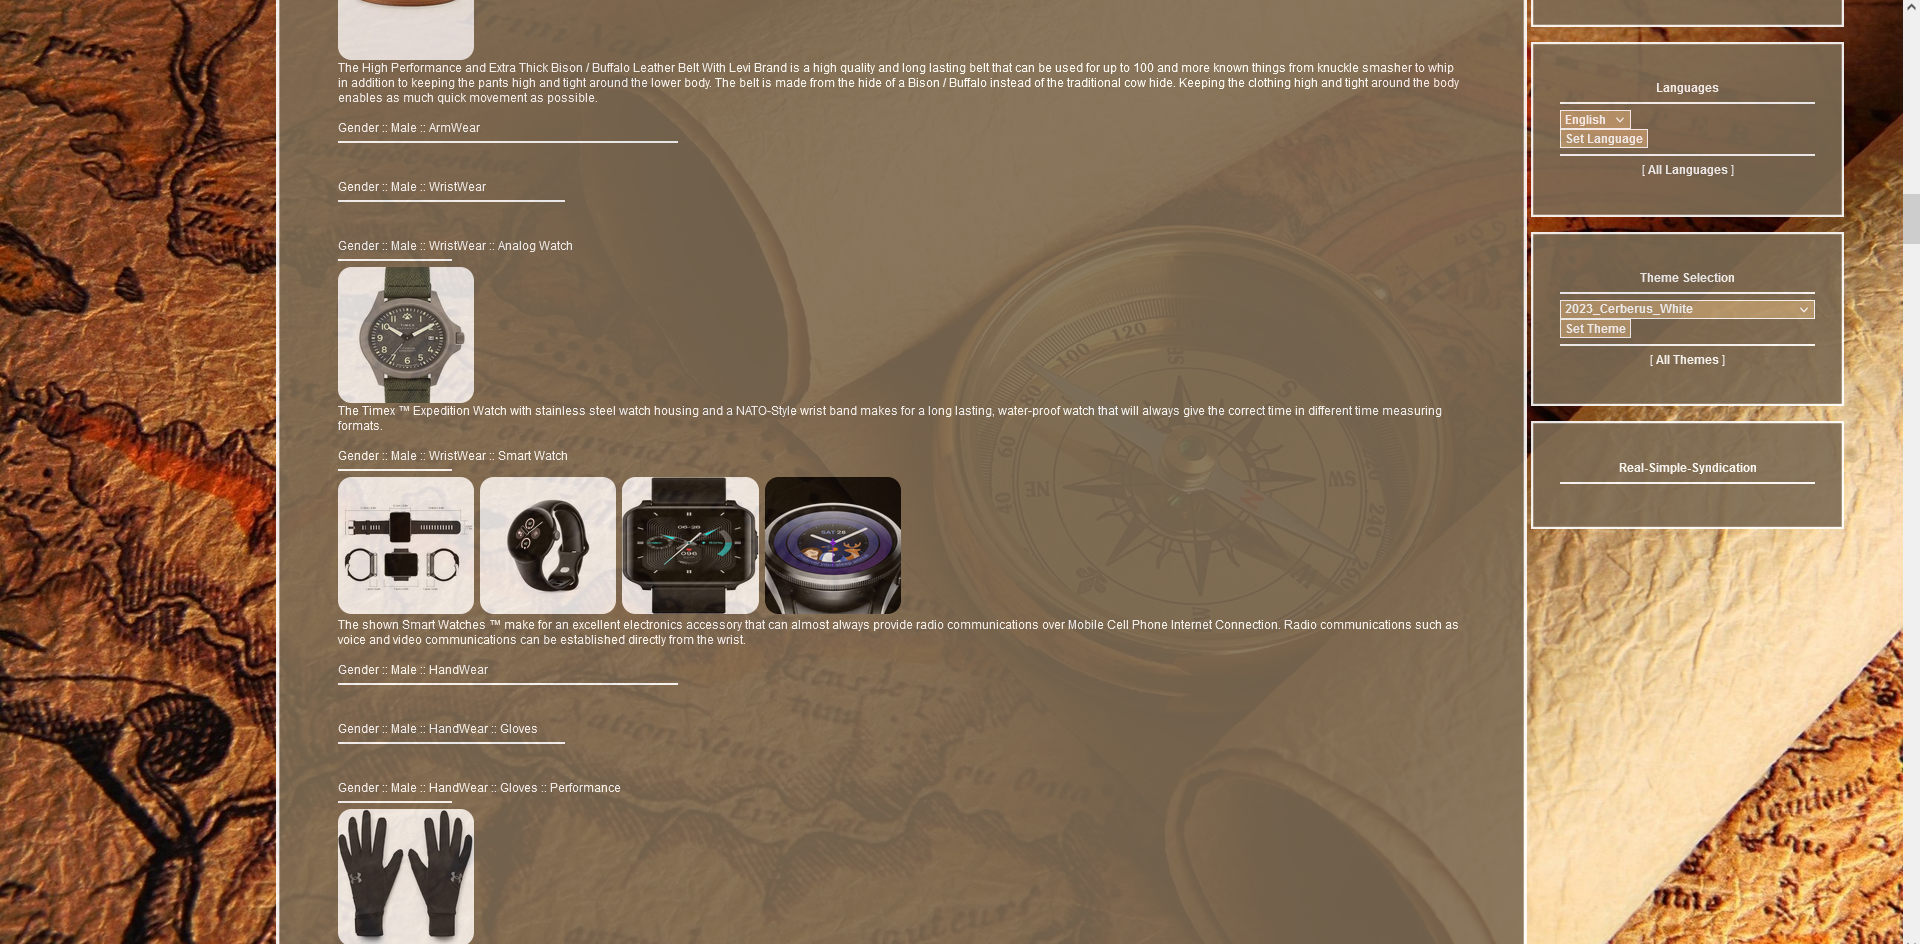 The High Performance and Extra Thick Bison / Buffalo Leather Belt With Levi Brand is a high quality and long lasting belt that can be used for up to 100 and more known things from knuckle smasher to whip
in addition to keeping the pants high and tight around the lower body. The belt is made from the hide of a Bison / Buffalo instead of the traditional cow hide. Keeping the clothing high and tight around the body
enables as much quick movement as possible.
Gender :: Male :: ArmWear
Gender :: Male :: WristWear
Gender :: Male :: WristWear :: Analog Watch
The Timex ™ Expedition Watch with stainless steel watch housing and a NATO-Style wrist band makes for a long lasting, water-proof watch that will always give the correct time in different time measuring
formats.
Gender :: Male :: WristWear :: Smart Watch
The shown Smart Watches ™ make for an excellent electronics accessory that can almost always provide radio communications over Mobile Cell Phone Internet Connection. Radio communications such as
voice and video communications can be established directly from the wrist.
Gender :: Male :: HandWear
Gender :: Male :: HandWear :: Gloves
Gender :: Male :: HandWear :: Gloves :: Performance
Languages
English
Set Language
[ All Languages ]
Theme Selection
2023_Cerberus_White
Set Theme
[ All Themes ]
Real-Simple-Syndication